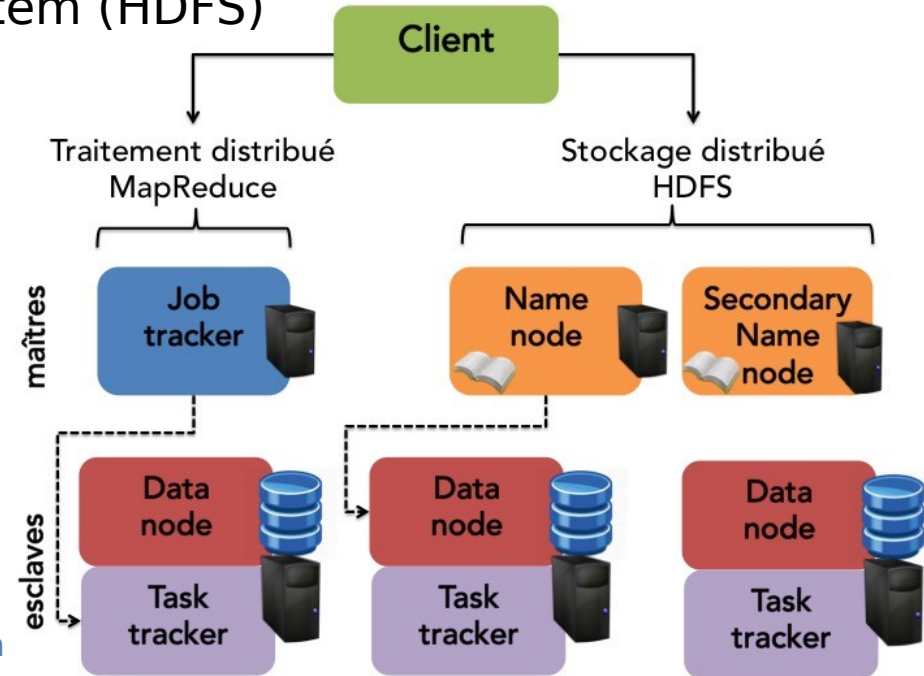 tem (HDFS)
Client
Traitement distribué
MapReduce
Stockage distribué
HDFS
maîtres
Job
tracker
Name
node
Secondary
Name
node
esclaves
Data
node
Data
node
Data
node
Task
tracker
Task
tracker
Task
tracker